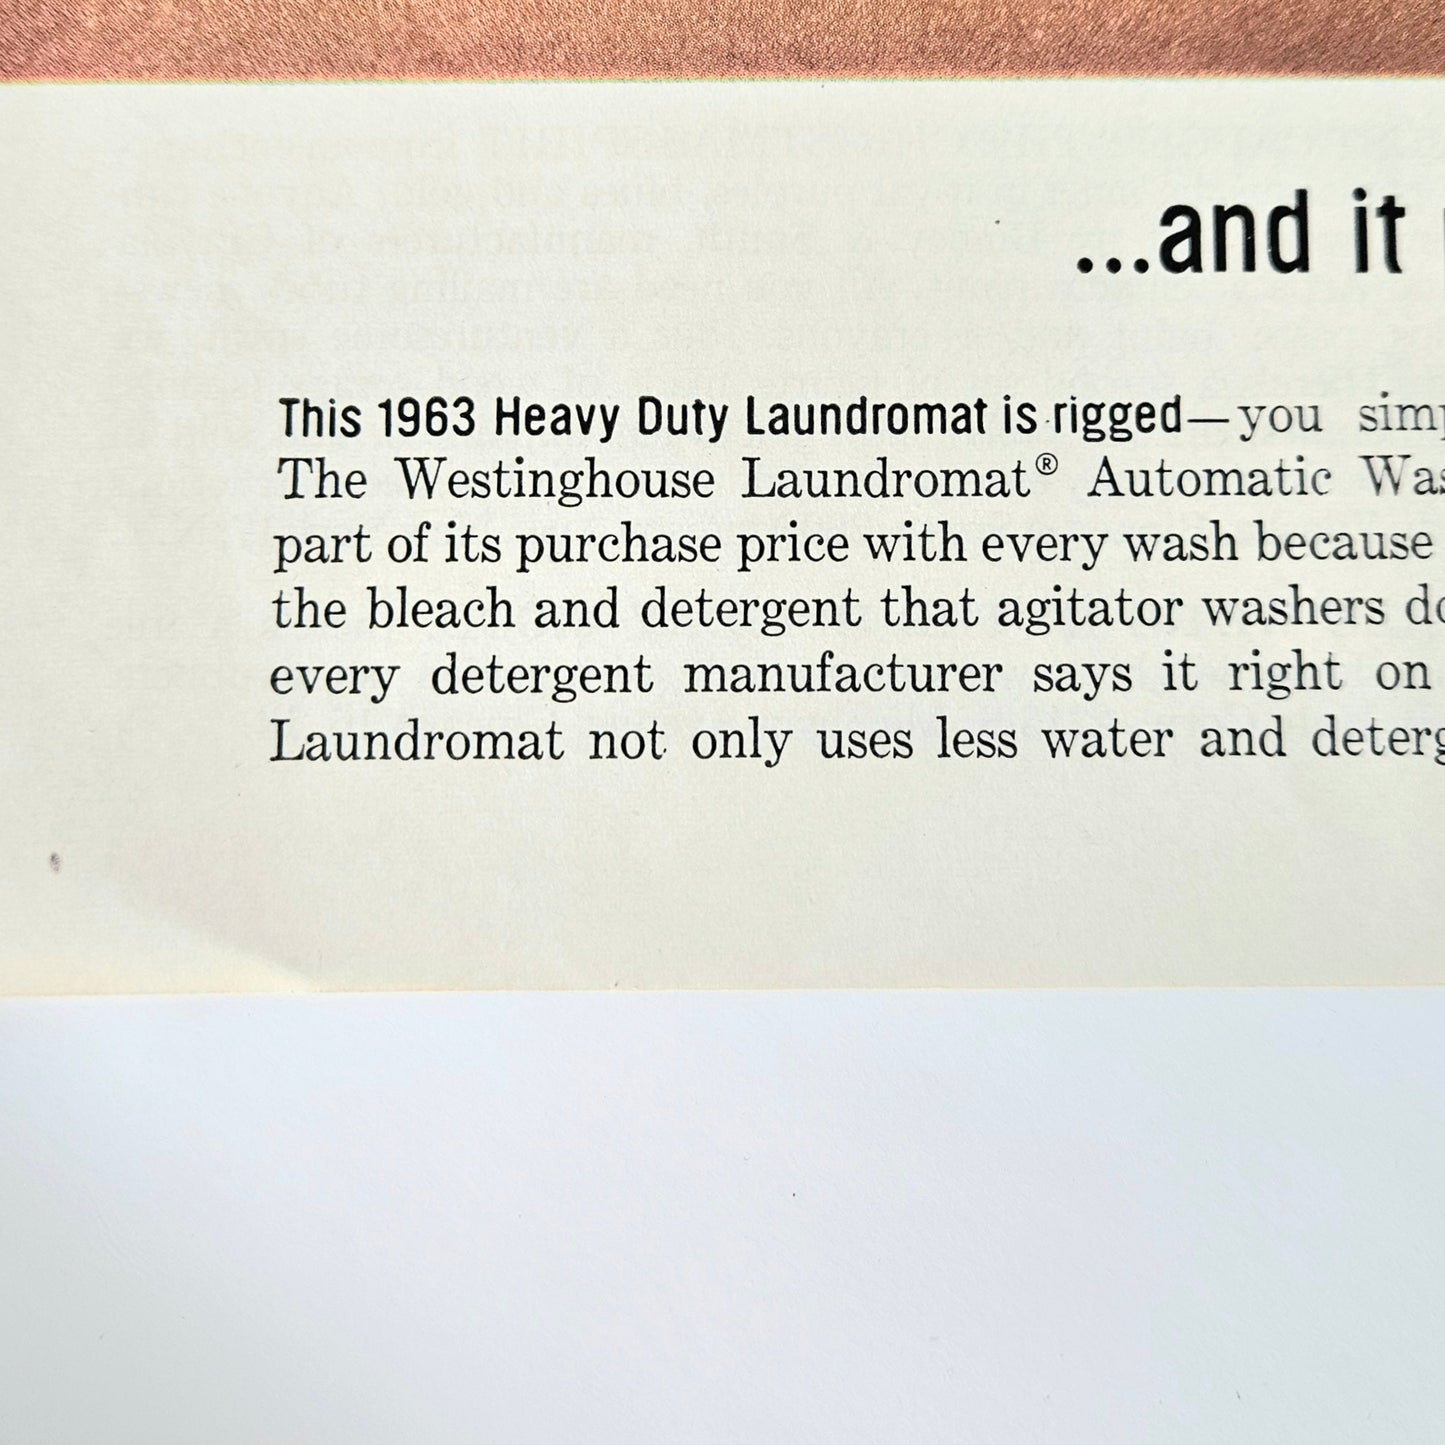 ...and it
This 1963 Heavy Duty Laundromat is rigged—you
The Westinghouse Laundromat® Automatic
part of its purchase price with every wash because
the bleach and detergent that agitator washers
every detergent manufacturer says it right on
Laundromat not only uses less water and